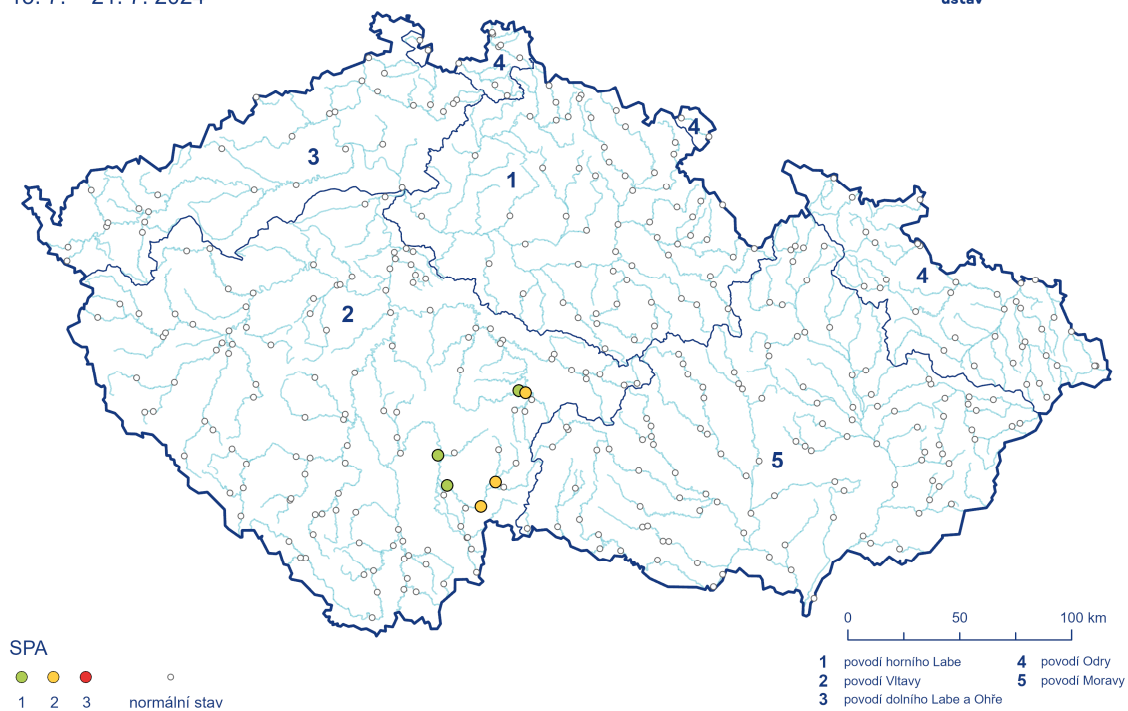 ústav
4
4
3
1
4
2
5
0 50 100 km
SPA
1 2 3 normální stav
1 povodí horního Labe
2 povodí Vltavy
3 povodí dolního Labe a Ohře
4 povodí Odry
5 povodí Moravy